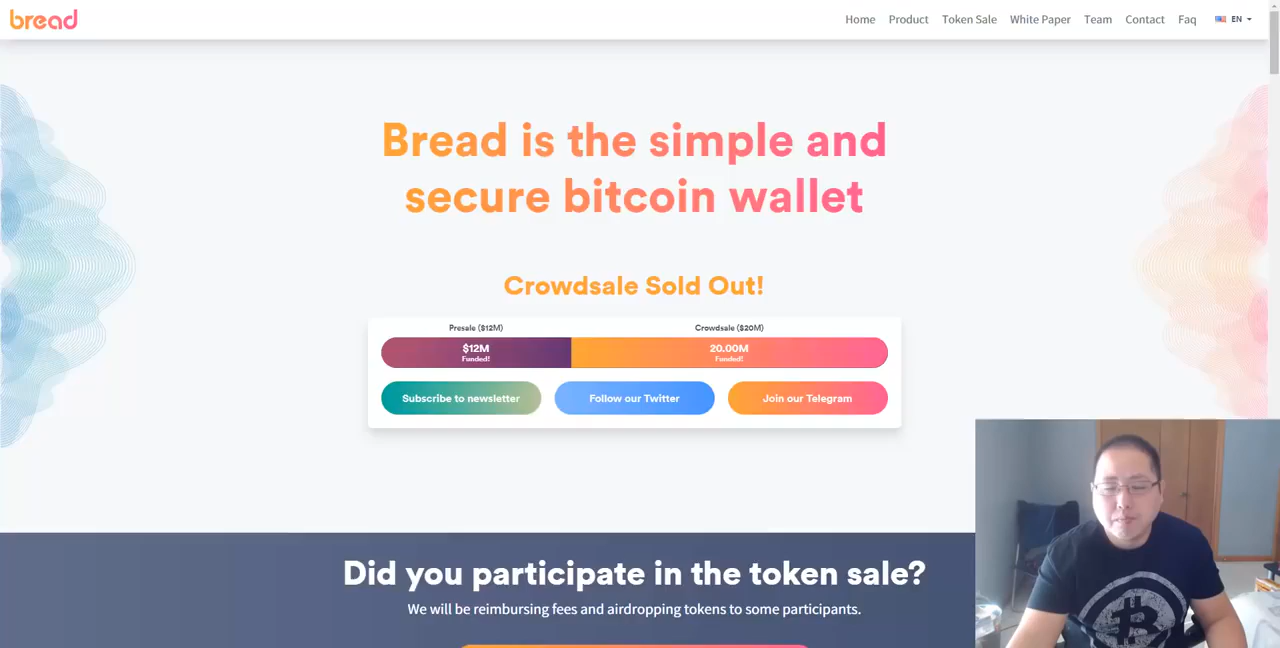 bread
Home Product Token Sale White Paper Team Contact Faq EN
Bread is the simple and
secure bitcoin wallet
Crowdsale Sold Out!
Presale ($12M) Crowdsale ($20M)
$12M 20.00M
Funded! Funded!
Subscribe to newsletter Follow our Twitter Join our Telegram
Did you participate in the token sale?
We will be reimbursing fees and airdropping tokens to some participants.